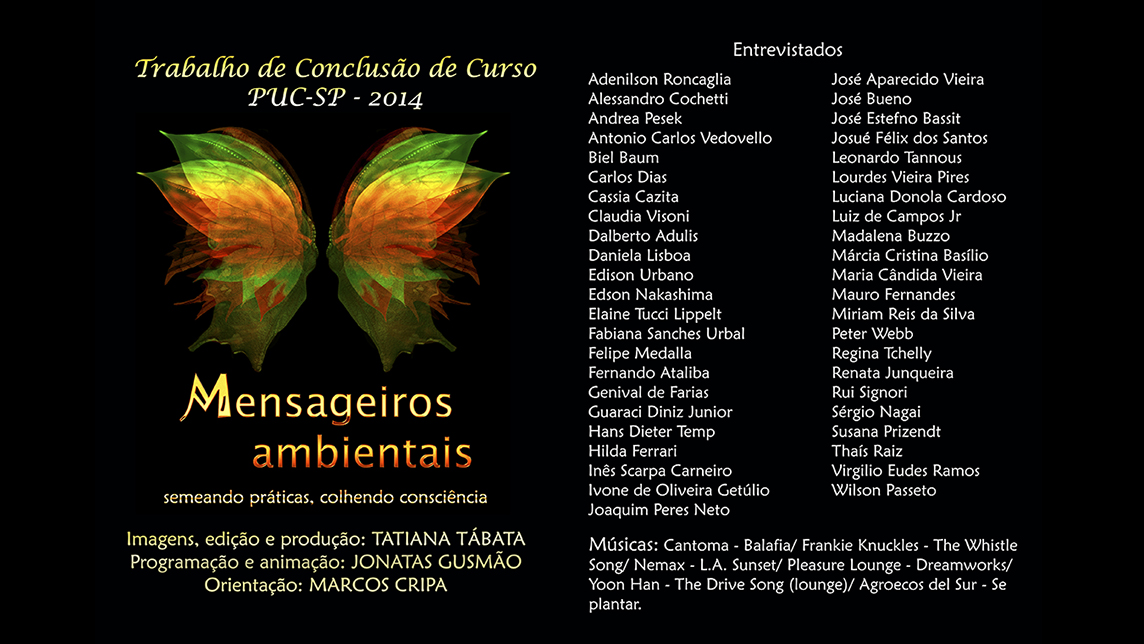 Trabalho de Conclusão de Curso
PUC-SP - 2014
Mensageiros
ambientais
semeando práticas, colhendo consciência
Imagens, edição e produção: TATIANA TÁBATA
Programação e animação: JONATAS GUSMÃO
Orientação: MARCOS CRIPA
Entrevistados
Adenilson Roncaglia
Alessandro Cochetti
Andrea Pesek
Antonio Carlos Vedovello
Biel Baum
Carlos Dias
Cassia Cazita
Claudia Visoni
Dalberto Adulis
Daniela Lisboa
Edison Urbano
Edson Nakashima
Elaine Tucci Lippelt
Fabiana Sanches Urbal
Felipe Medalla
Fernando Ataliba
Genival de Farias
Guaraci Diniz Junior
Hans Dieter Temp
Hilda Ferrari
Inês Scarpa Carneiro
Ivone de Oliveira Getúlio
Joaquim Peres Neto
José Aparecido Vieira
José Bueno
José Estefno Bassit
Josué Félix dos Santos
Leonardo Tannous
Lourdes Vieira Pires
Luciana Donola Cardoso
Luiz de Campos Jr
Madalena Buzzo
Márcia Cristina Basílio
Maria Cândida Vieira
Mauro Fernandes
Miriam Reis da Silva
Peter Webb
Regina Tchelly
Renata Junqueira
Rui Signori
Sérgio Nagai
Susana Prizendt
Thaís Raiz
Virgilio Eudes Ramos
Wilson Passeto
Músicas: Cantoma - Balafia/ Frankie Knuckles - The Whistle
Song/ Nemax - L.A. Sunset/ Pleasure Lounge - Dreamworks/
Yoon Han - The Drive Song (lounge)/ Agroecos del Sur - Se
plantar.